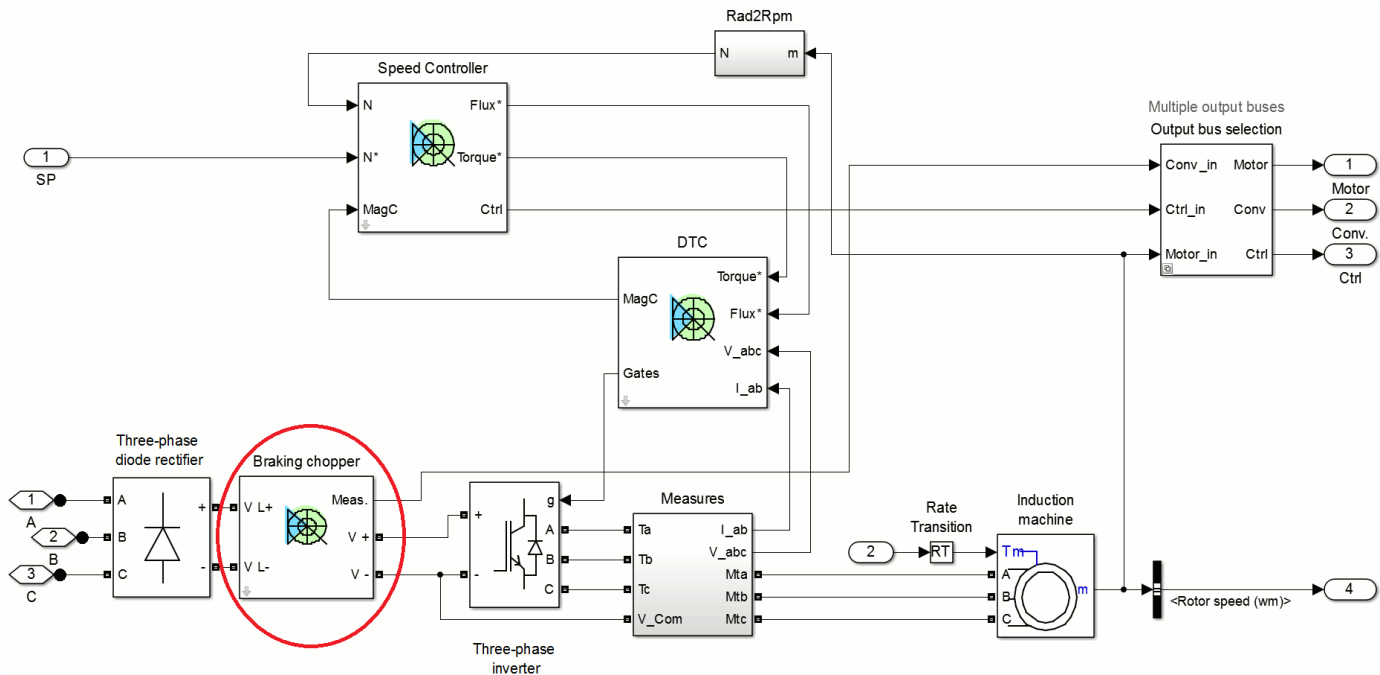 Rad2Rpm
N
m
Speed Controller
N
Flux*
N*
Torque*
MagC
Ctrl
1
SP
Multiple output buses
Output bus selection
Conv_in
Motor
Ctrl_in
Conv
Motor_in
Ctrl
1
Motor
2
Conv.
3
Ctrl
DTC
Torque*
MagC
Flux*
V_abc
Gates
I_ab
Three-phase
diode rectifier
1
A
2
B
3
C
A
+
B
C
-
Braking chopper
V L+
Meas.
V +
V L-
V -
g
+
A
B
-
C
Three-phase
inverter
Measures
Ta
I_ab
V_abc
Tb
Mta
Tc
Mtb
V_Com
Mtc
2
Rate
Transition
RT
Induction
machine
Tm
A
B
m
C
<Rotor speed (wm)>
4